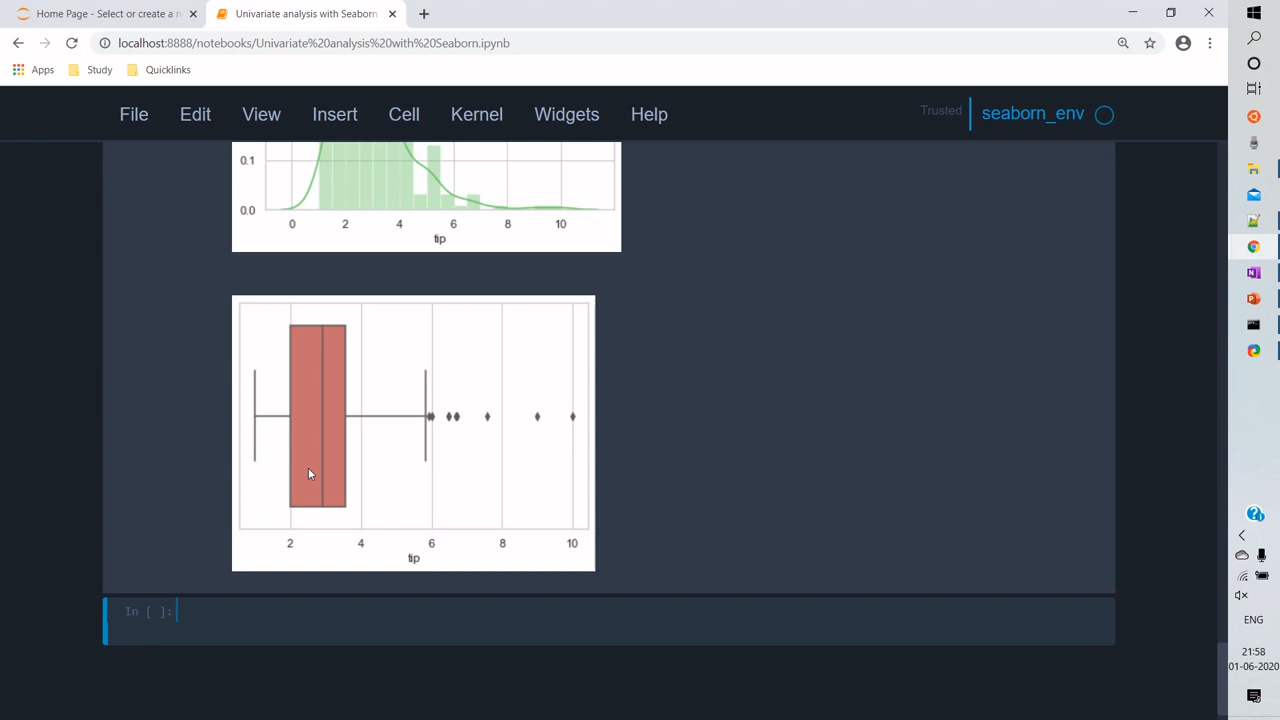 Home Page - Select or create a n
Univariate analysis with Seaborn
localhost:8888/notebooks/Univariate%20analysis%20with%20Seaborn.ipynb
Apps
Study
Quicklinks
File Edit View Insert Cell Kernel Widgets Help
Trusted
seaborn_env
0.1
0.0
0 2 4 6 8 10
tip
2 4 6 8 10
tip
In [ ]:
ENG
21:58
01-06-2020